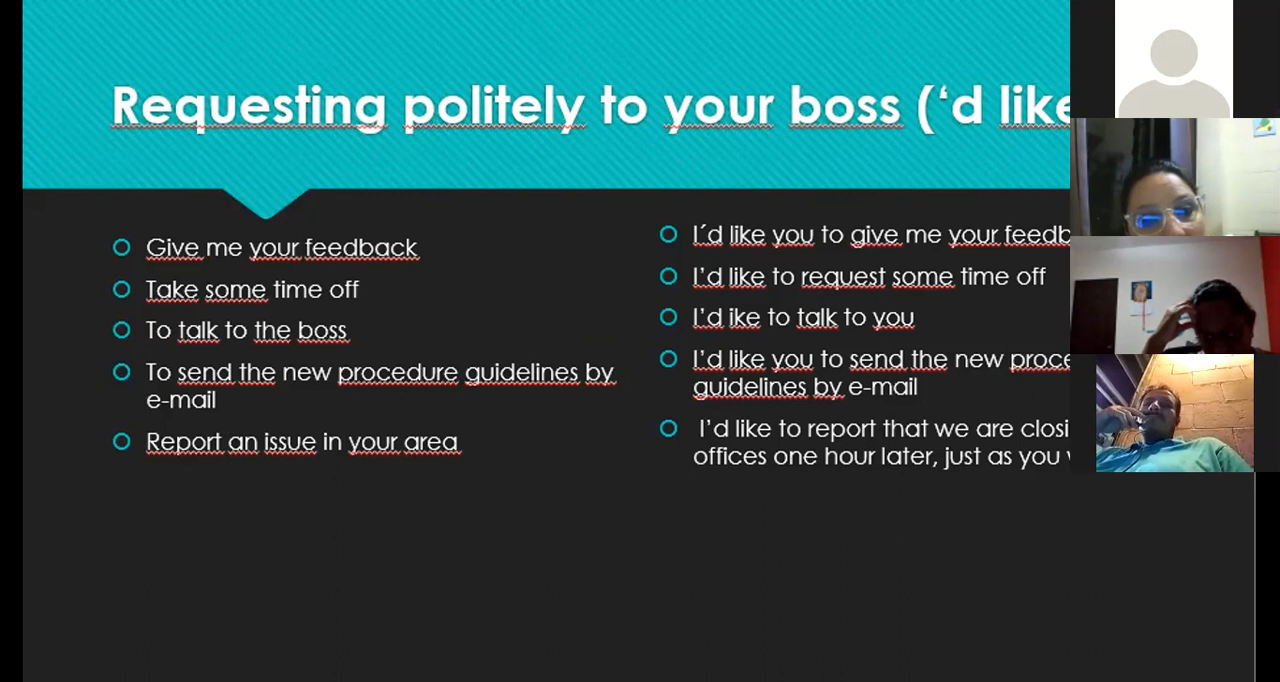 Requesting politely to your boss (‘d like
Give me your feedback
Take some time off
To talk to the boss
To send the new procedure guidelines by
e-mail
Report an issue in your area
I´d like you to give me your feedb
I’d like to request some time off
I’d ike to talk to you
I’d like you to send the new proce
guidelines by e-mail
I’d like to report that we are closi
offices one hour later, just as you